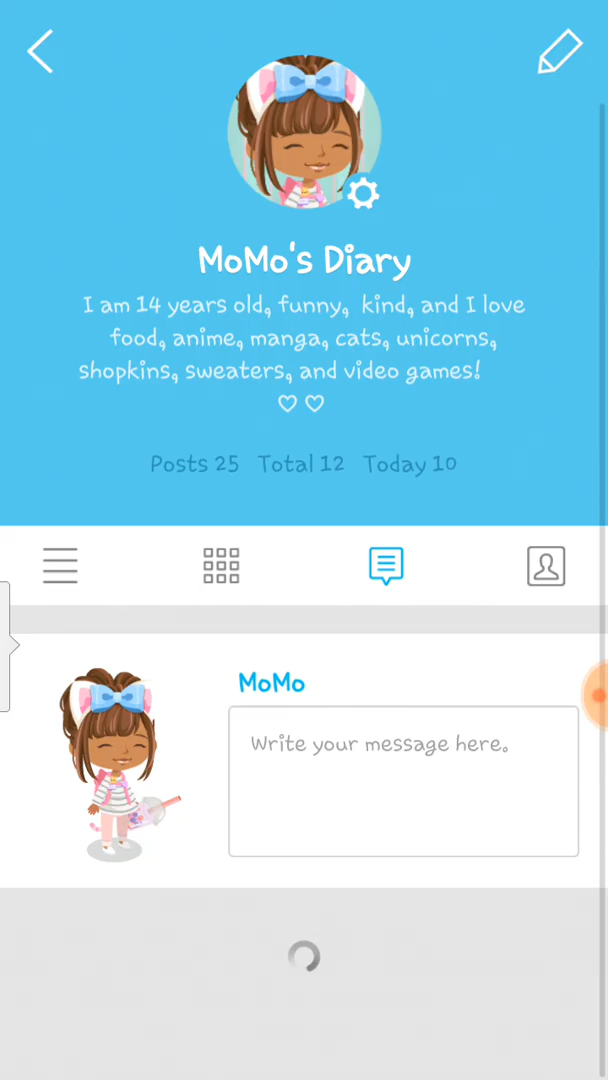 MoMo's Diary
I am 14 years old, funny, kind, and I love
food, anime, manga, cats, unicorns,
shopkins, sweaters, and video games!
♡ ♡
Posts 25 Total 12 Today 10
MoMo
Write your message here.